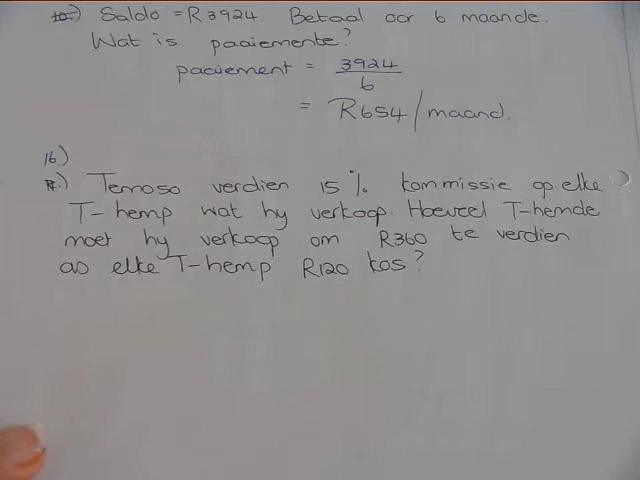 10.) Saldo = R3924. Betaal oor 6 maande.
Wat is paaiemente?
paaiement = 3924
6
= R654 / maand.
16.)
Temoso verdien 15 % kommissie op elke
T-hemp wat hy verkoop. Hoeveel T-hemde
moet hy verkoop om R360 te verdien
as elke T-hemp R120 kos?